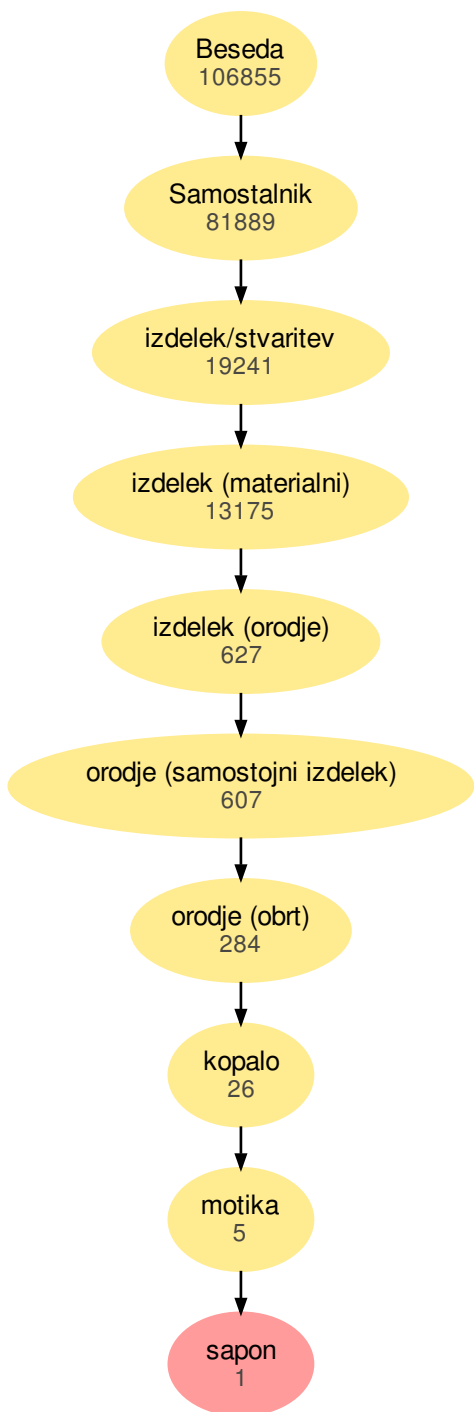 Beseda
106855
Samostalnik
81889
izdelek/stvaritev
19241
izdelek (materialni)
13175
izdelek (orodje)
627
orodje (samostojni izdelek)
607
orodje (obrt)
284
kopalo
26
motika
5
sapon
1